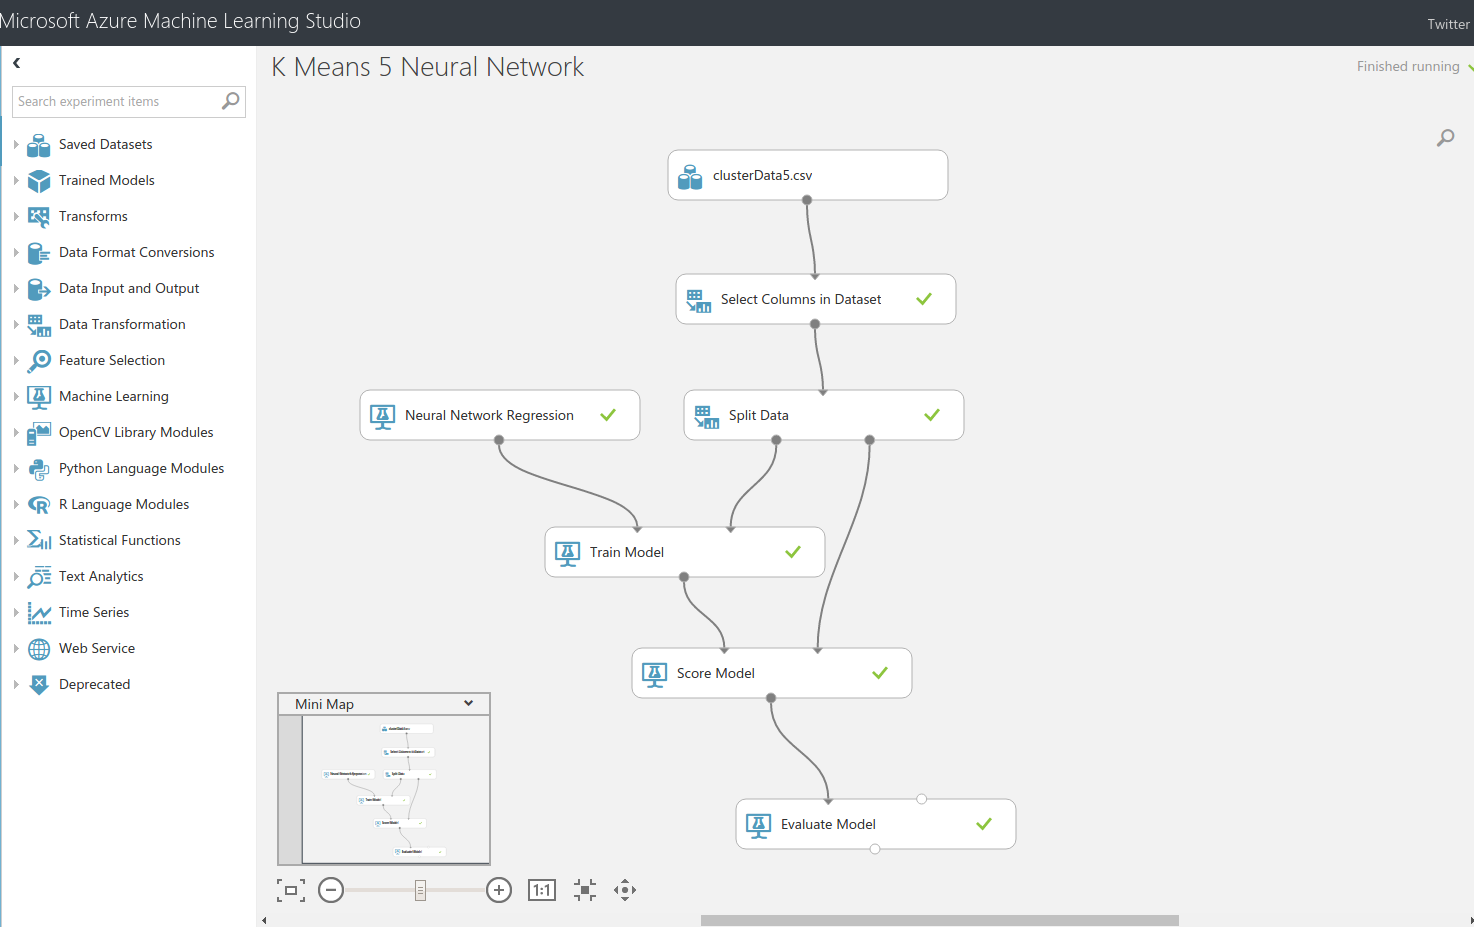 Microsoft Azure Machine Learning Studio
Twitter
K Means 5 Neural Network
Finished running
Search experiment items
Saved Datasets
Trained Models
Transforms
Data Format Conversions
Data Input and Output
Data Transformation
Feature Selection
Machine Learning
OpenCV Library Modules
Python Language Modules
R Language Modules
Statistical Functions
Text Analytics
Time Series
Web Service
Deprecated
clusterData5.csv
Select Columns in Dataset
Neural Network Regression
Split Data
Train Model
Score Model
Evaluate Model
Mini Map
1:1